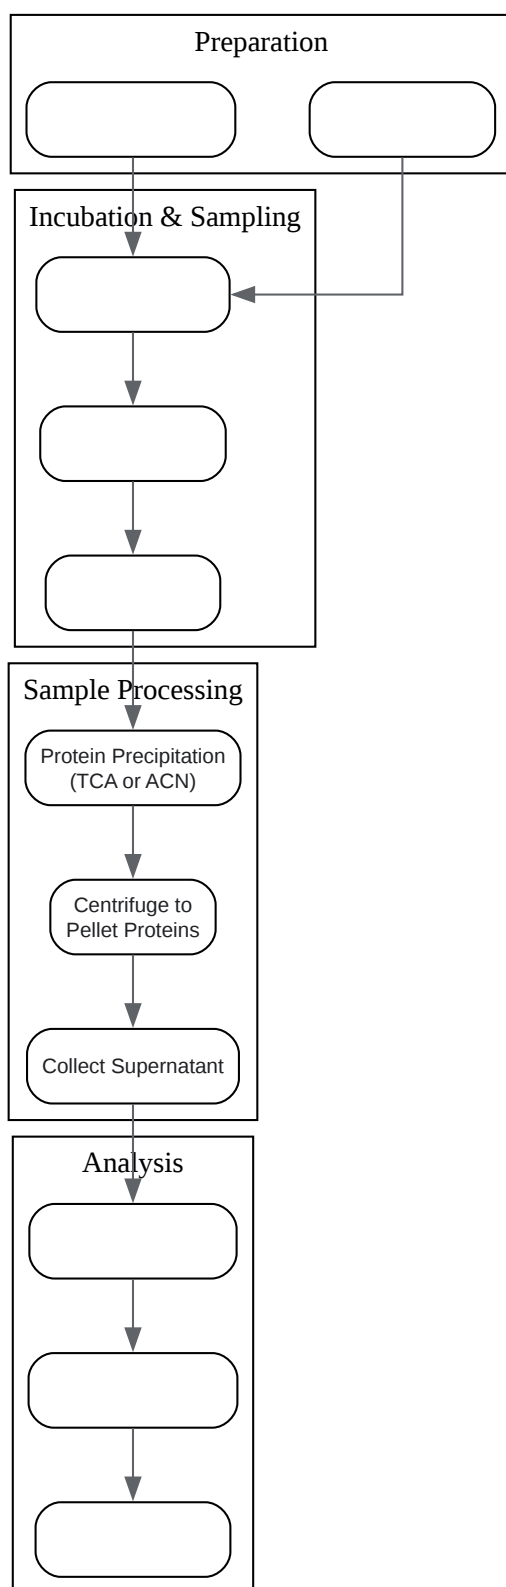 Preparation
Incubation & Sampling
Sample Processing
Protein Precipitation
(TCA or ACN)
Centrifuge to
Pellet Proteins
Collect Supernatant
Analysis